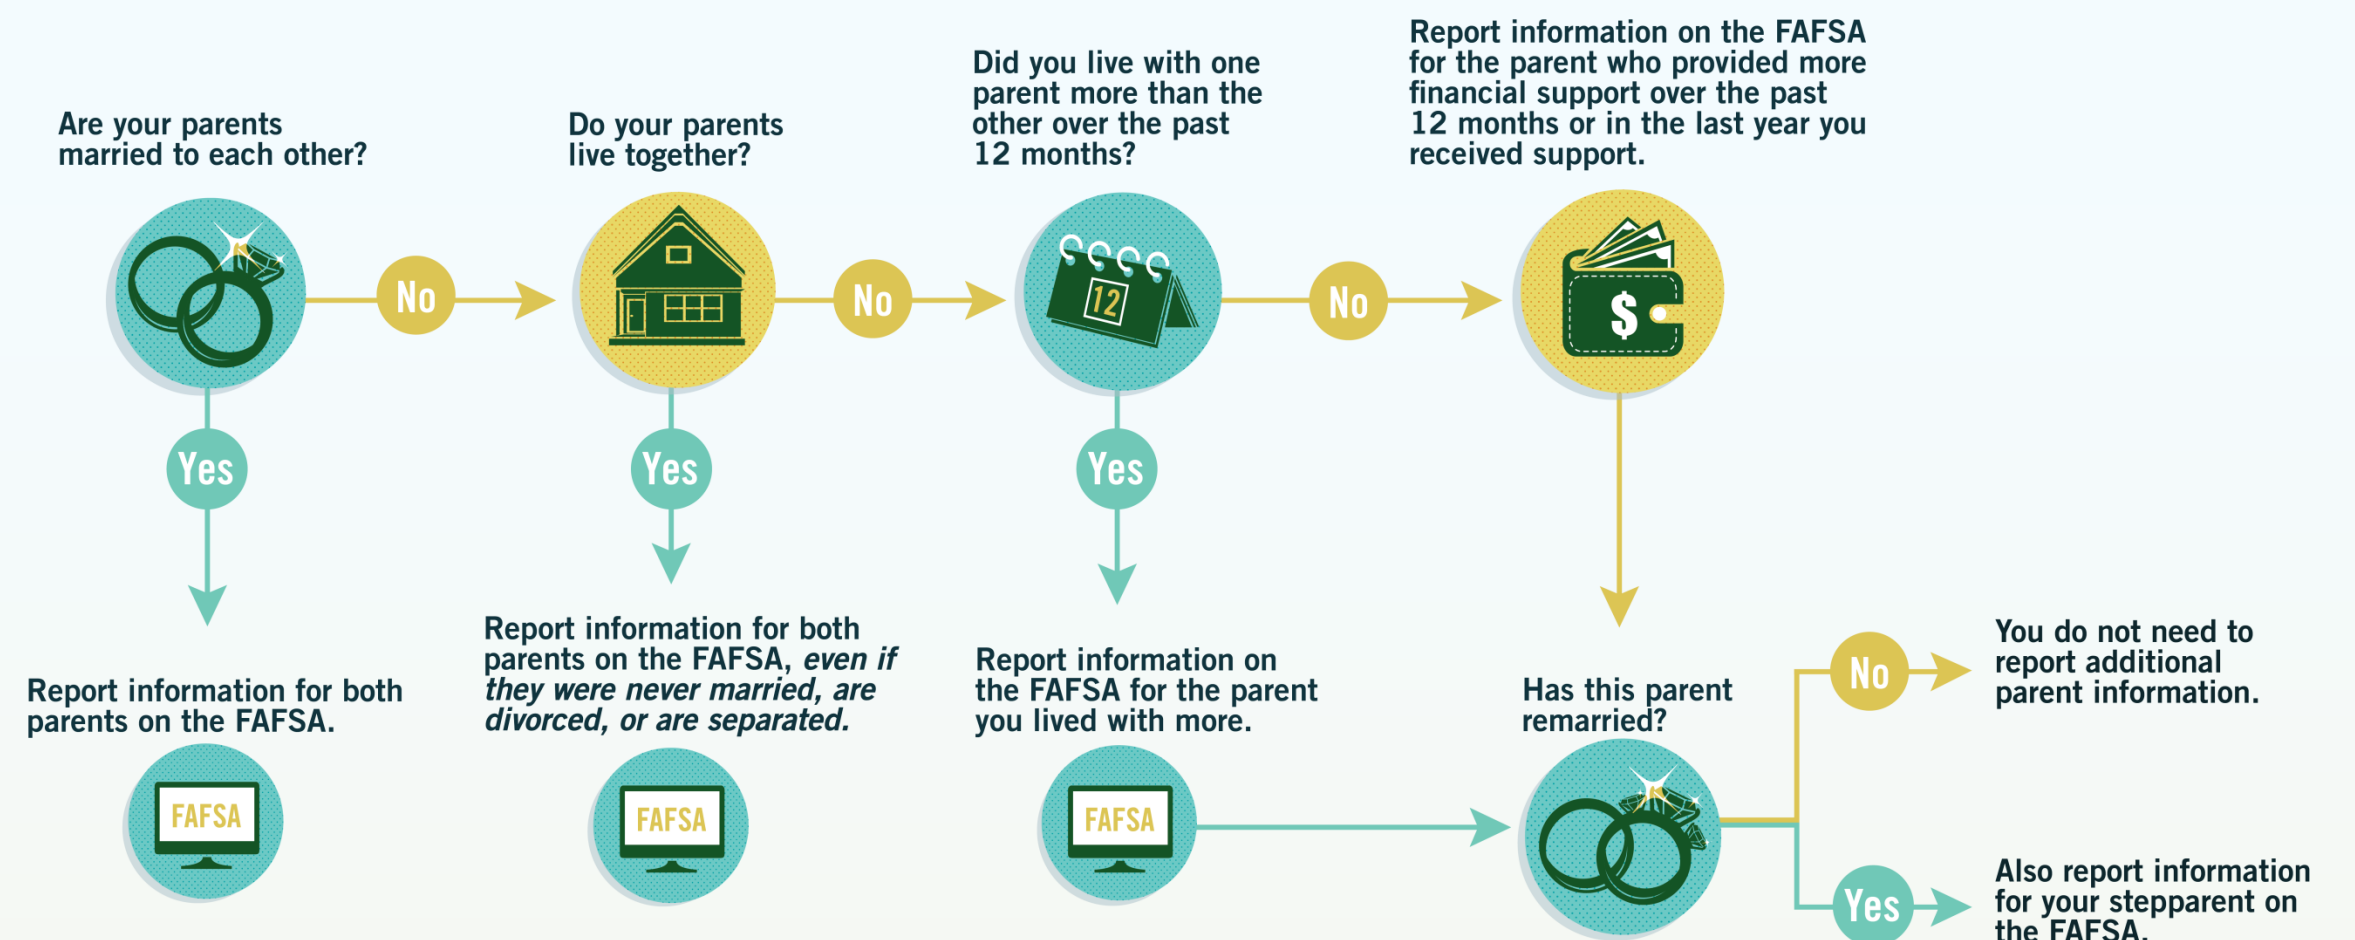 Are your parents
married to each other?
No
Do your parents
live together?
No
Did you live with one
parent more than the
other over the past
12 months?
12
No
Report information on the FAFSA
for the parent who provided more
financial support over the past
12 months or in the last year you
received support.
$
Yes
Yes
Yes
Report information for both
parents on the FAFSA.
FAFSA
Report information for both
parents on the FAFSA, even if
they were never married, are
divorced, or are separated.
FAFSA
Report information on
the FAFSA for the parent
you lived with more.
FAFSA
Has this parent
remarried?
No
You do not need to
report additional
parent information.
Yes
Also report information
for your stepparent on
the FAFSA.